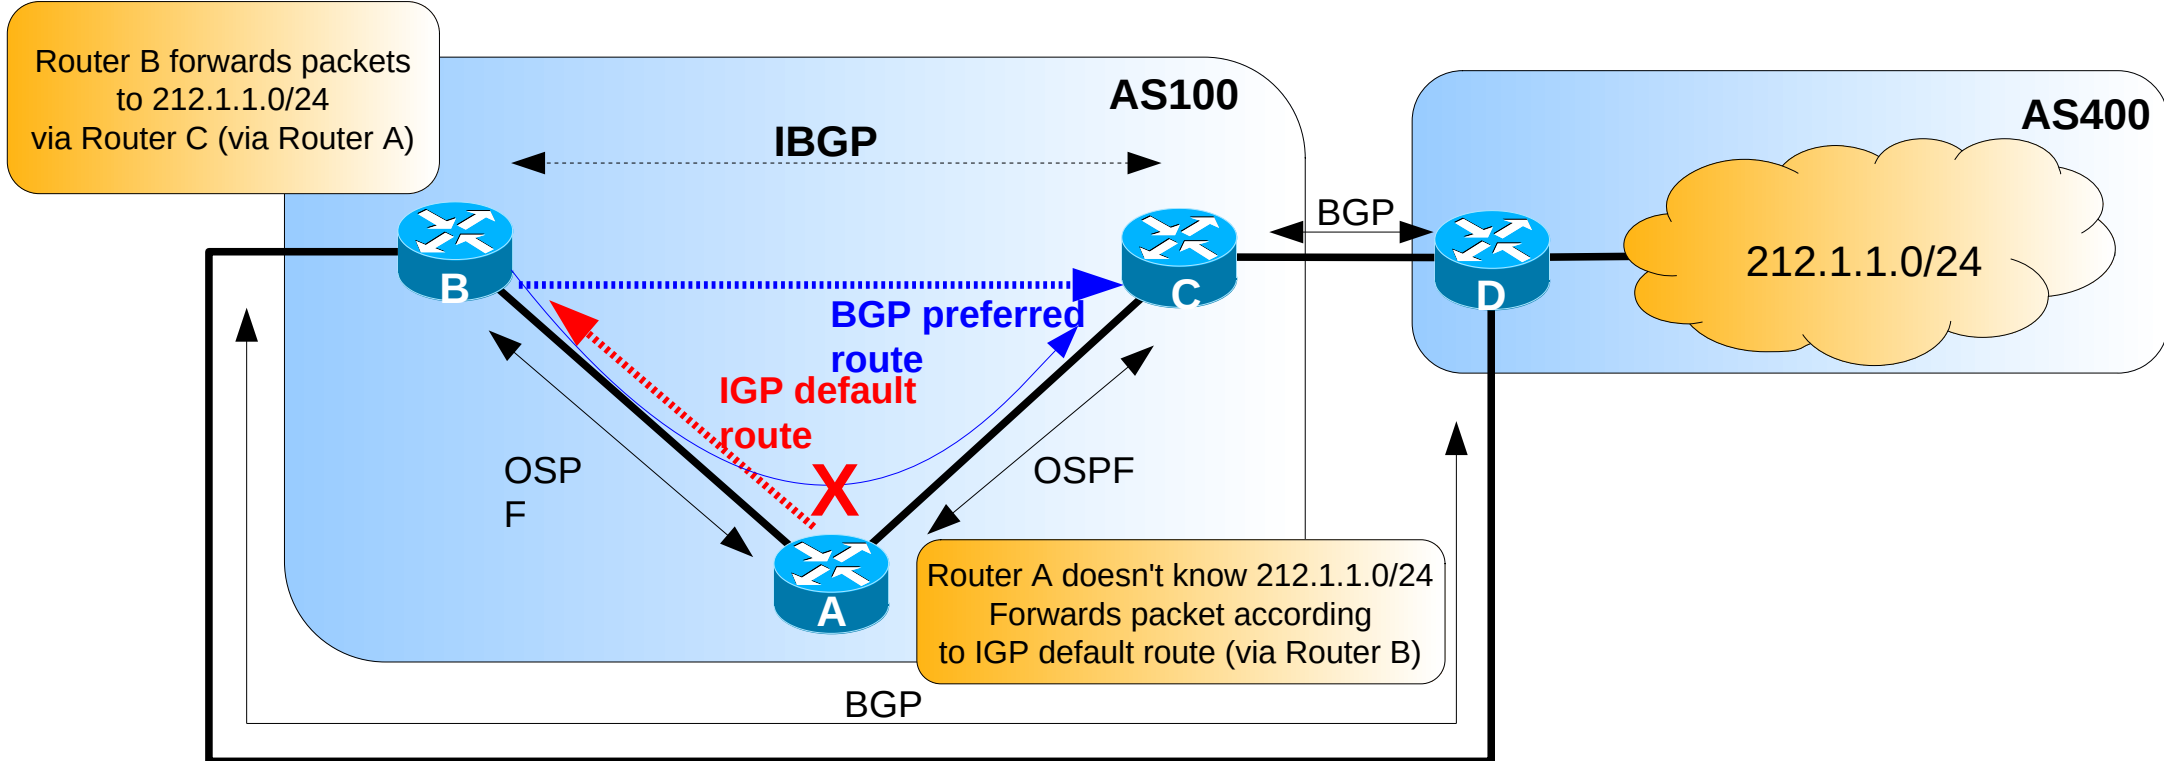 Router B forwards packets
to 212.1.1.0/24
via Router C (via Router A)
AS100
AS400
IBGP
BGP
B
C
D
212.1.1.0/24
BGP preferred
route
IGP default
route
OSP
F
OSPF
X
A
Router A doesn't know 212.1.1.0/24
Forwards packet according
to IGP default route (via Router B)
BGP